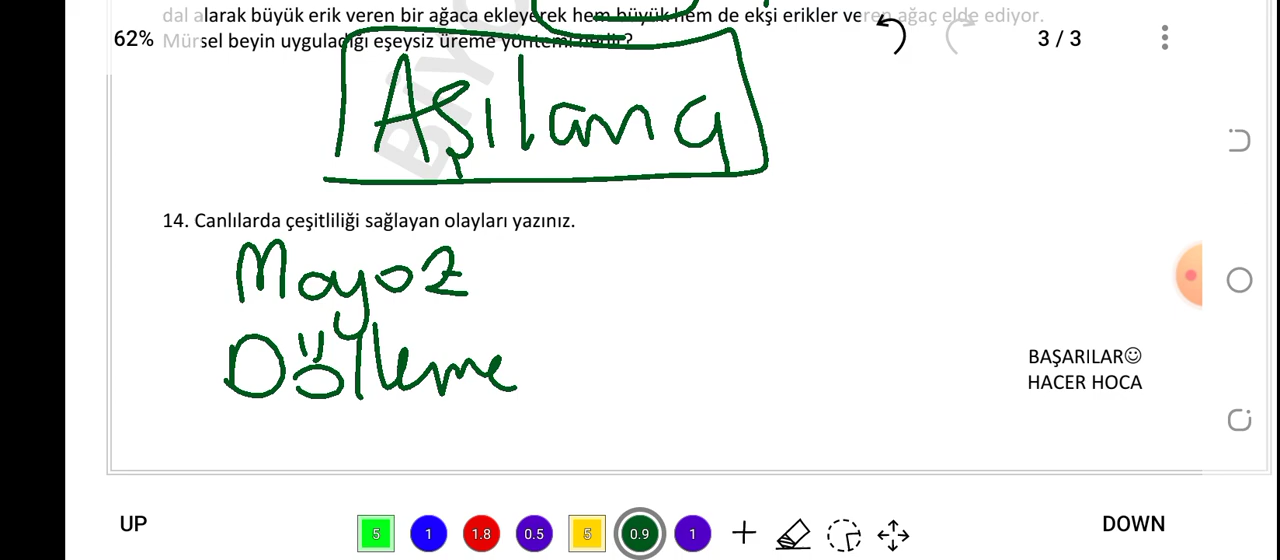 dal alarak büyük erik veren bir ağaca ekleyerek hem büyük hem de ekşi erikler veren ağaç elde ediyor.
62%
Mürsel beyin uyguladığı eşeysiz üreme yöntemi nedir?
3 / 3
Aşılama
14. Canlılarda çeşitliliği sağlayan olayları yazınız.
Mayoz
Dölleme
BAŞARILAR☺
HACER HOCA
UP
5
1
1.8
0.5
5
0.9
1
DOWN